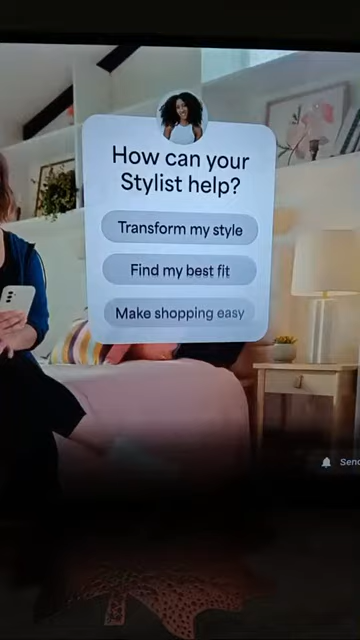 How can your
Stylist help?
Transform my style
Find my best fit
Make shopping easy